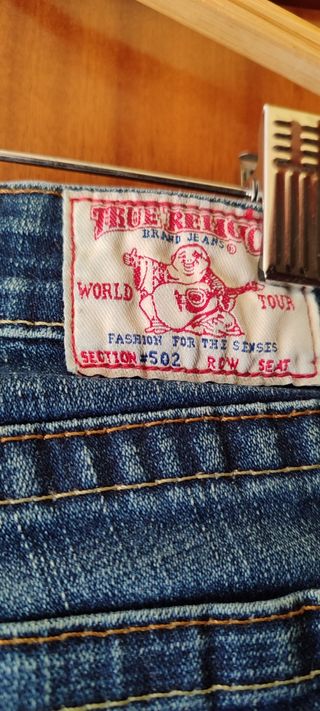 TRUE RELIGION
BRAND JEANS®
WORLD TOUR
FASHION FOR THE SENSES
SECTION #502 ROW SEAT